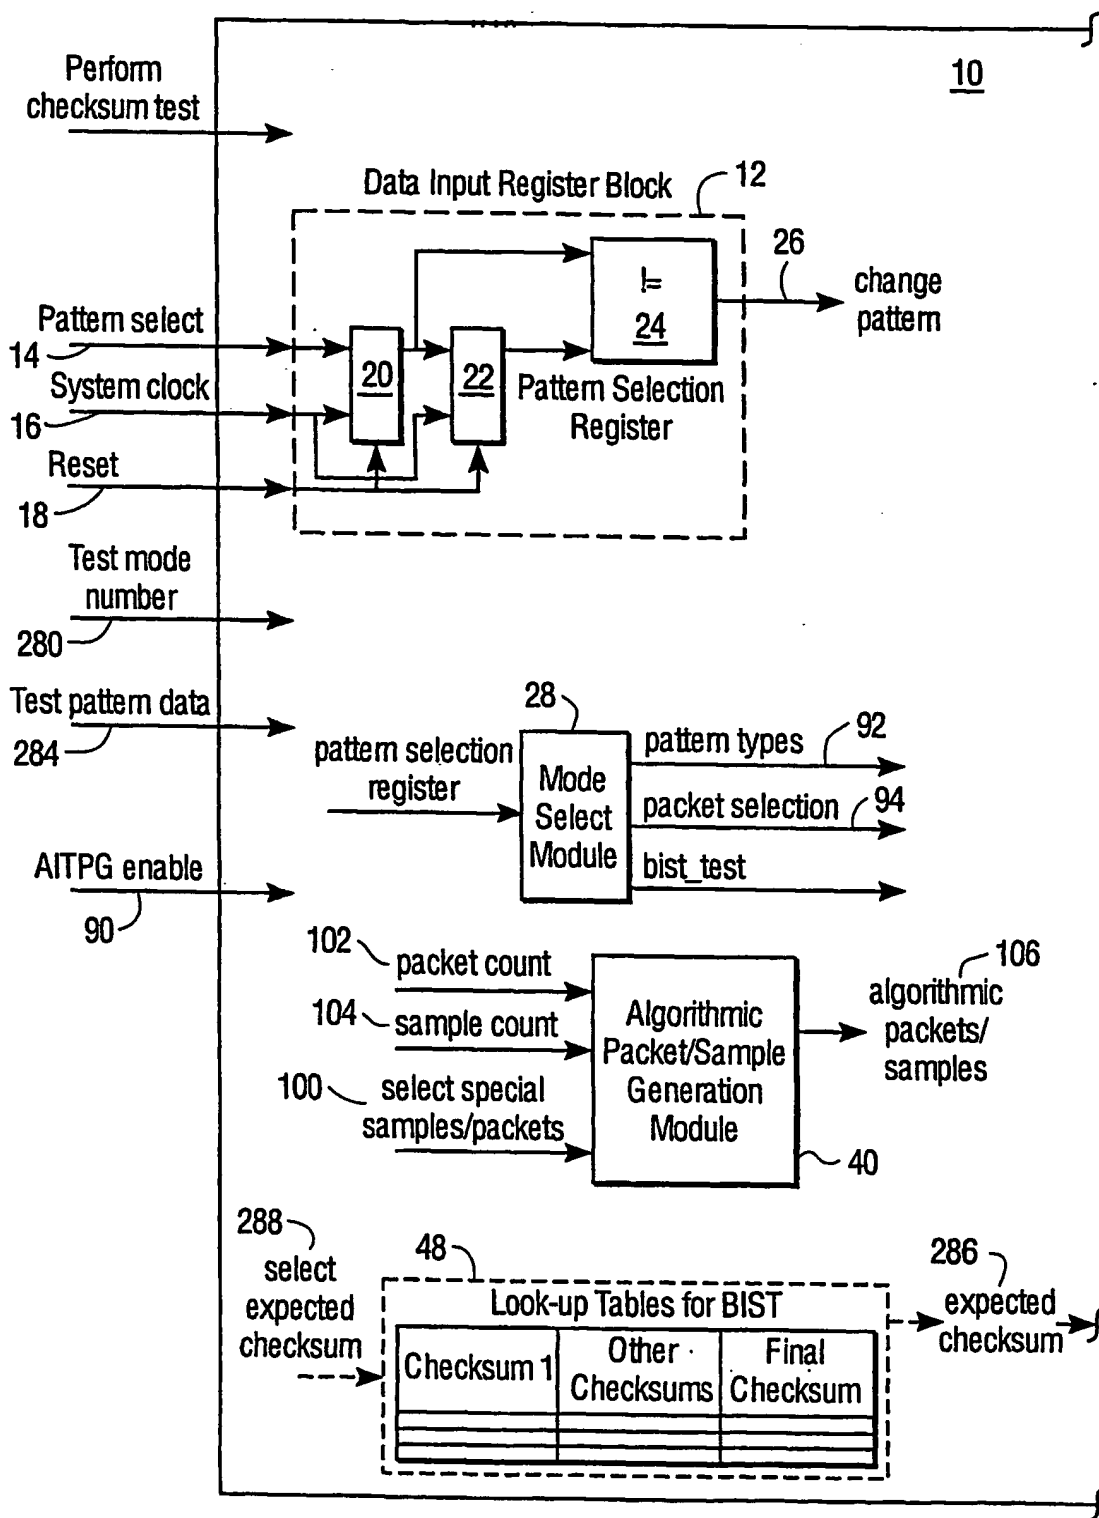 10
Perform
checksum test
Data Input Register Block
12
26
change
pattern
!=
24
Pattern select
14
20
22
Pattern Selection
Register
System clock
16
Reset
18
Test mode
number
280
Test pattern data
284
28
pattern selection
register
Mode
Select
Module
pattern types
92
packet selection
94
bist_test
AITPG enable
90
102
packet count
104
sample count
100
select special
samples/packets
Algorithmic
Packet/Sample
Generation
Module
40
106
algorithmic
packets/
samples
288
select
expected
checksum
48
Look-up Tables for BIST
Checksum 1
Other
Checksums
Final
Checksum
286
expected
checksum